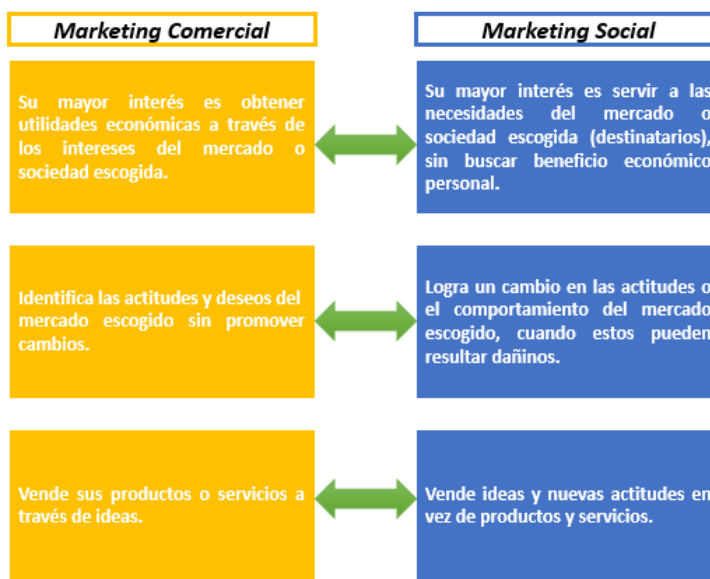 Marketing Comercial
Marketing Social
Su mayor interés es obtener
utilidades económicas a través de
los intereses del mercado o
sociedad escogida.
Su mayor interés es servir a las
necesidades del mercado o
sociedad escogida (destinatarios),
sin buscar beneficio económico
personal.
Identifica las actitudes y deseos del
mercado escogido sin promover
cambios.
Logra un cambio en las actitudes o
el comportamiento del mercado
escogido, cuando estos pueden
resultar dañinos.
Vende sus productos o servicios a
través de ideas.
Vende ideas y nuevas actitudes en
vez de productos y servicios.